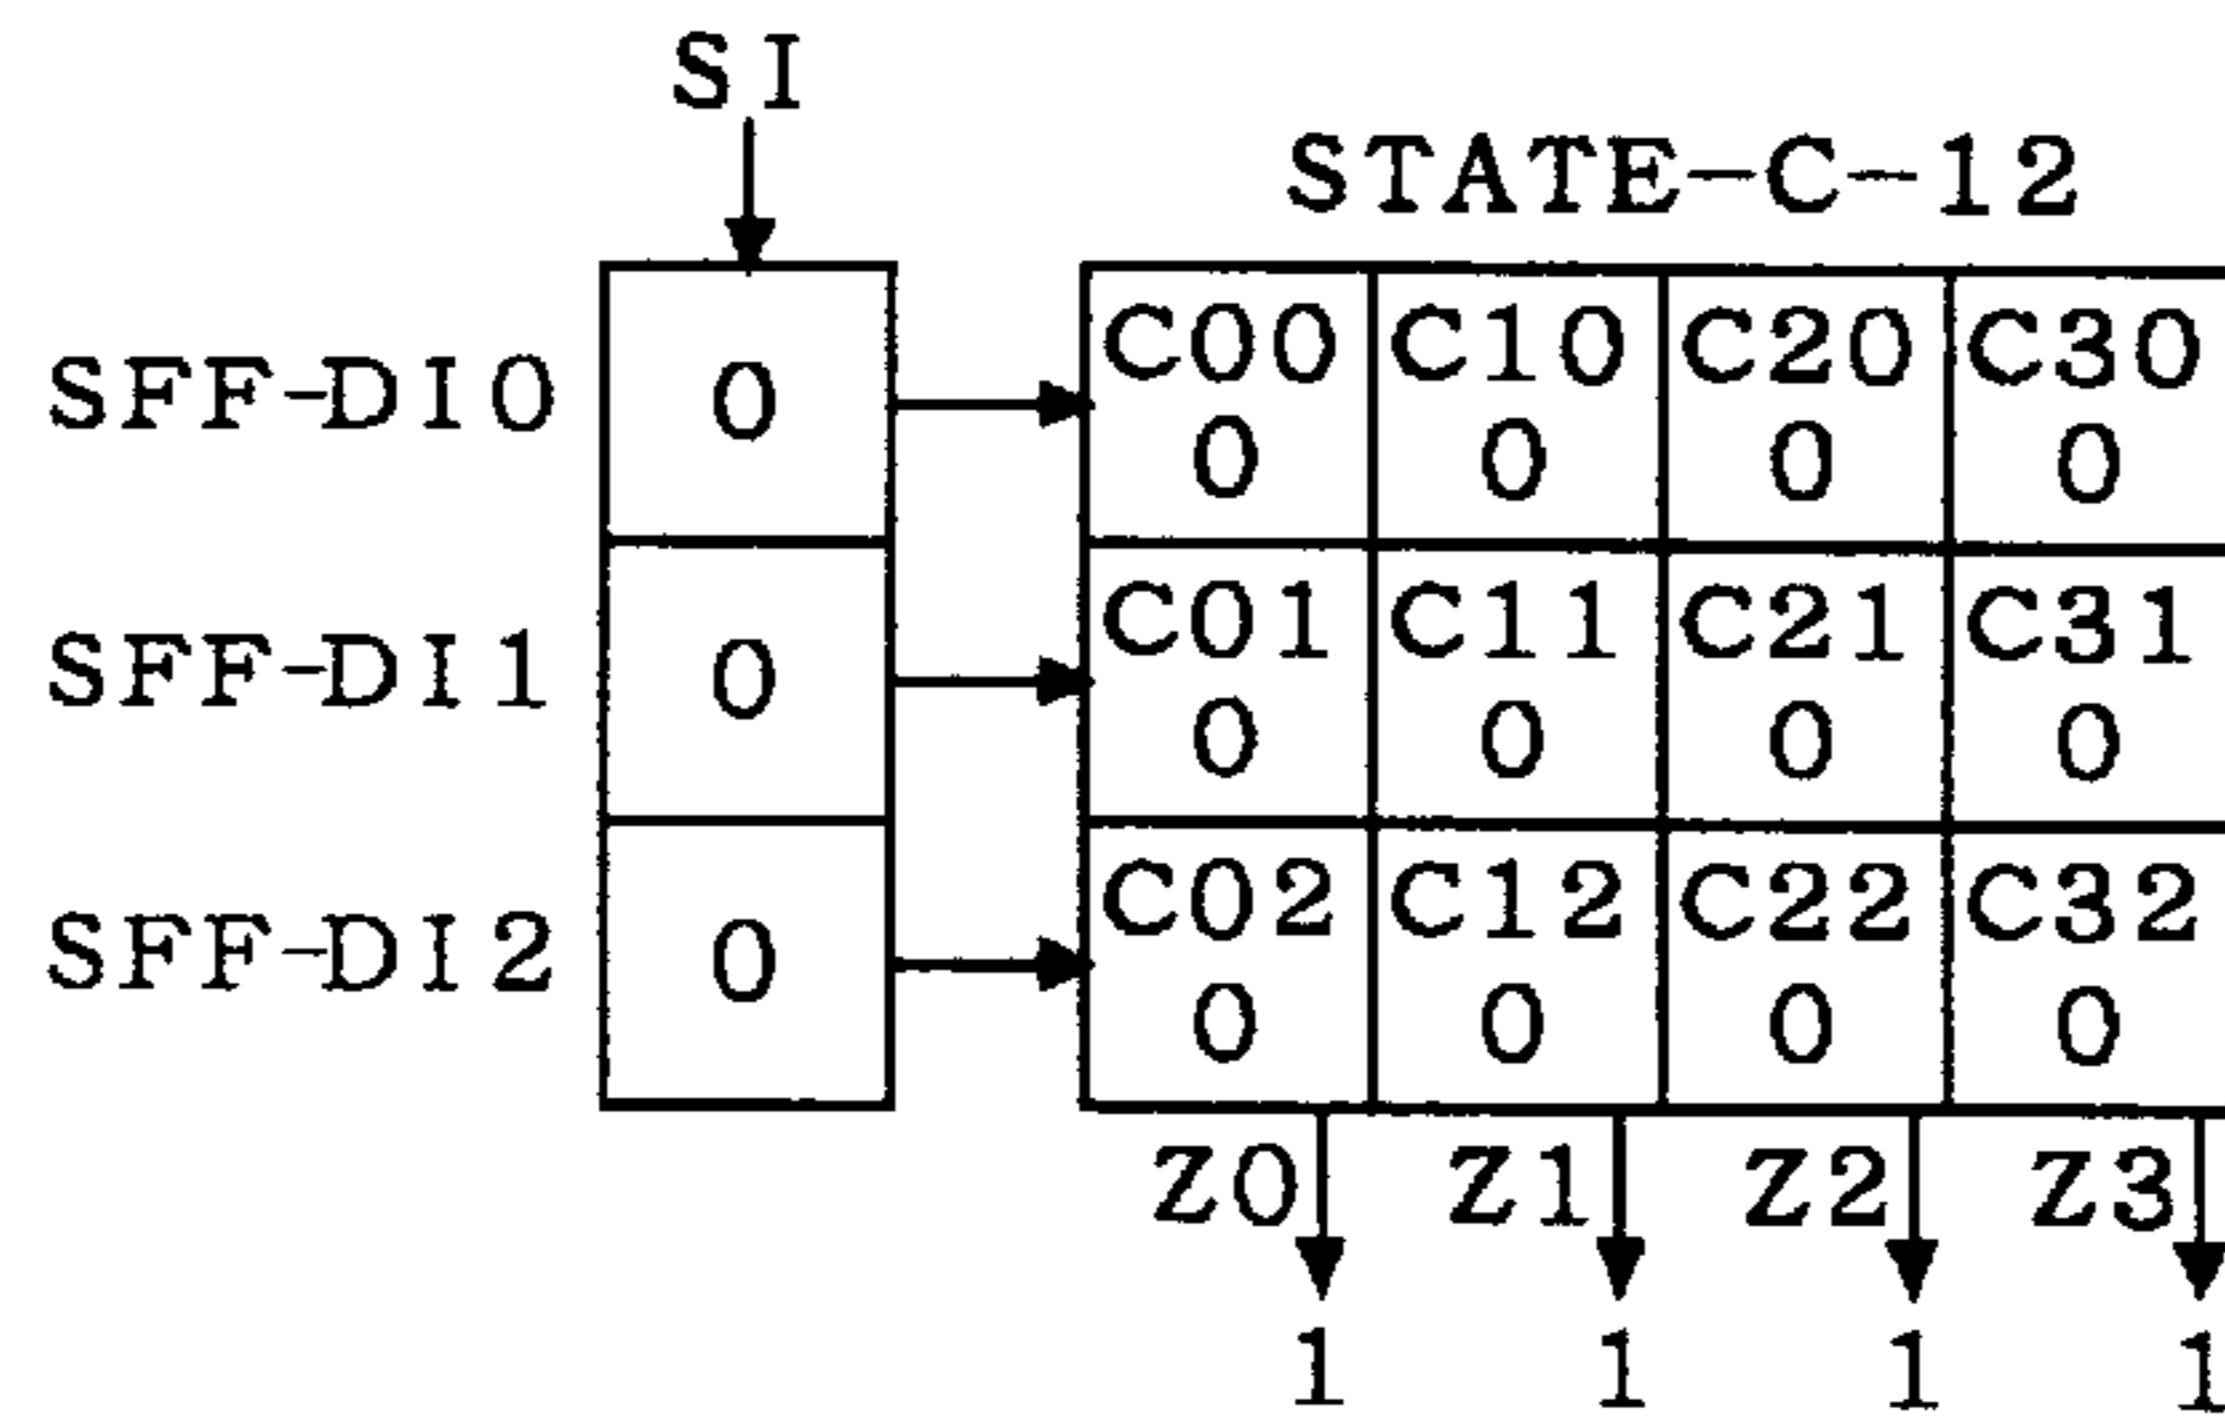 SI
STATE-C-12
C00 C10 C20 C30
SFF-DI0 0 0 0 0 0
C01 C11 C21 C31
SFF-DI1 0 0 0 0 0
C02 C12 C22 C32
SFF-DI2 0 0 0 0 0
Z0 Z1 Z2 Z3
1 1 1 1